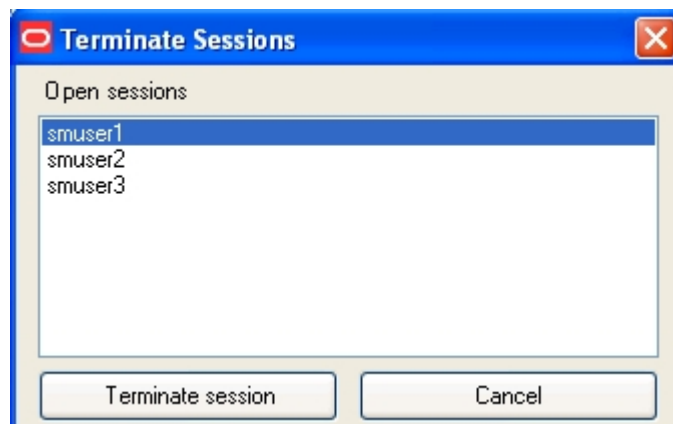 Terminate Sessions
Open sessions
smuser1
smuser2
smuser3
Terminate session
Cancel